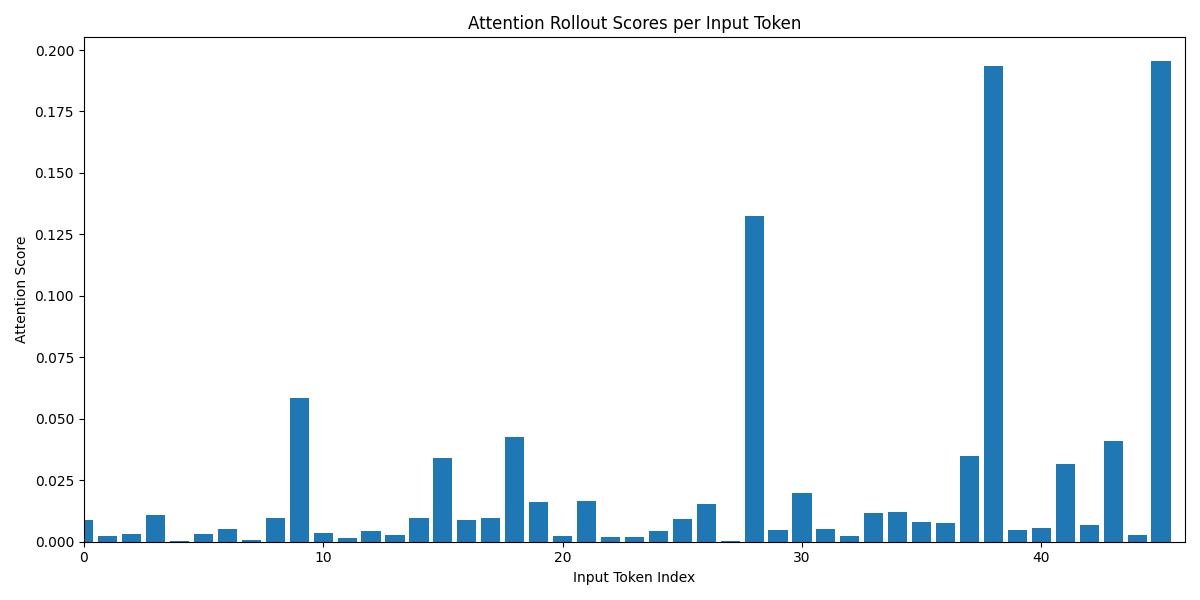 Attention Rollout Scores per Input Token
0.200
0.175
0.150
0.125
0.100
0.075
0.050
0.025
0.000
Attention Score
0 10 20 30 40
Input Token Index